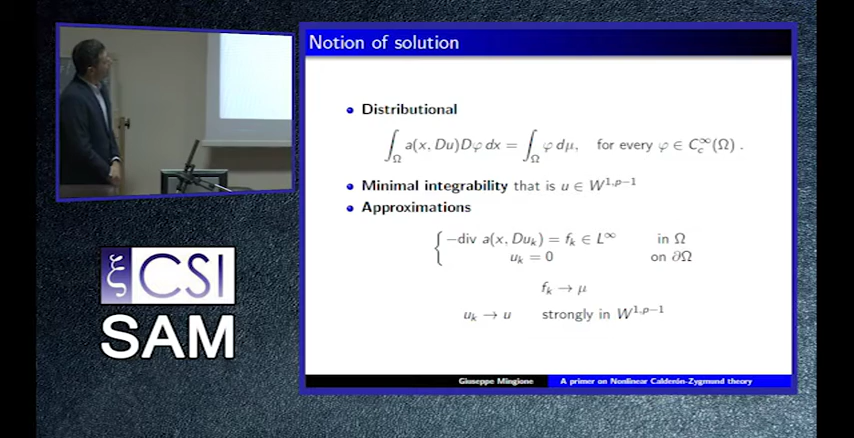 Notion of solution
Distributional
∫_Ω a(x, Du)Dφ dx = ∫_Ω φ dμ, for every φ ∈ C_c^∞(Ω) .
Minimal integrability that is u ∈ W^{1,p−1}
Approximations
−div a(x, Du_k) = f_k ∈ L^∞ in Ω
u_k = 0 on ∂Ω
f_k → μ
u_k → u strongly in W^{1,p−1}
Giuseppe Mingione A primer on Nonlinear Calderón-Zygmund theory
ξ CSI
SAM